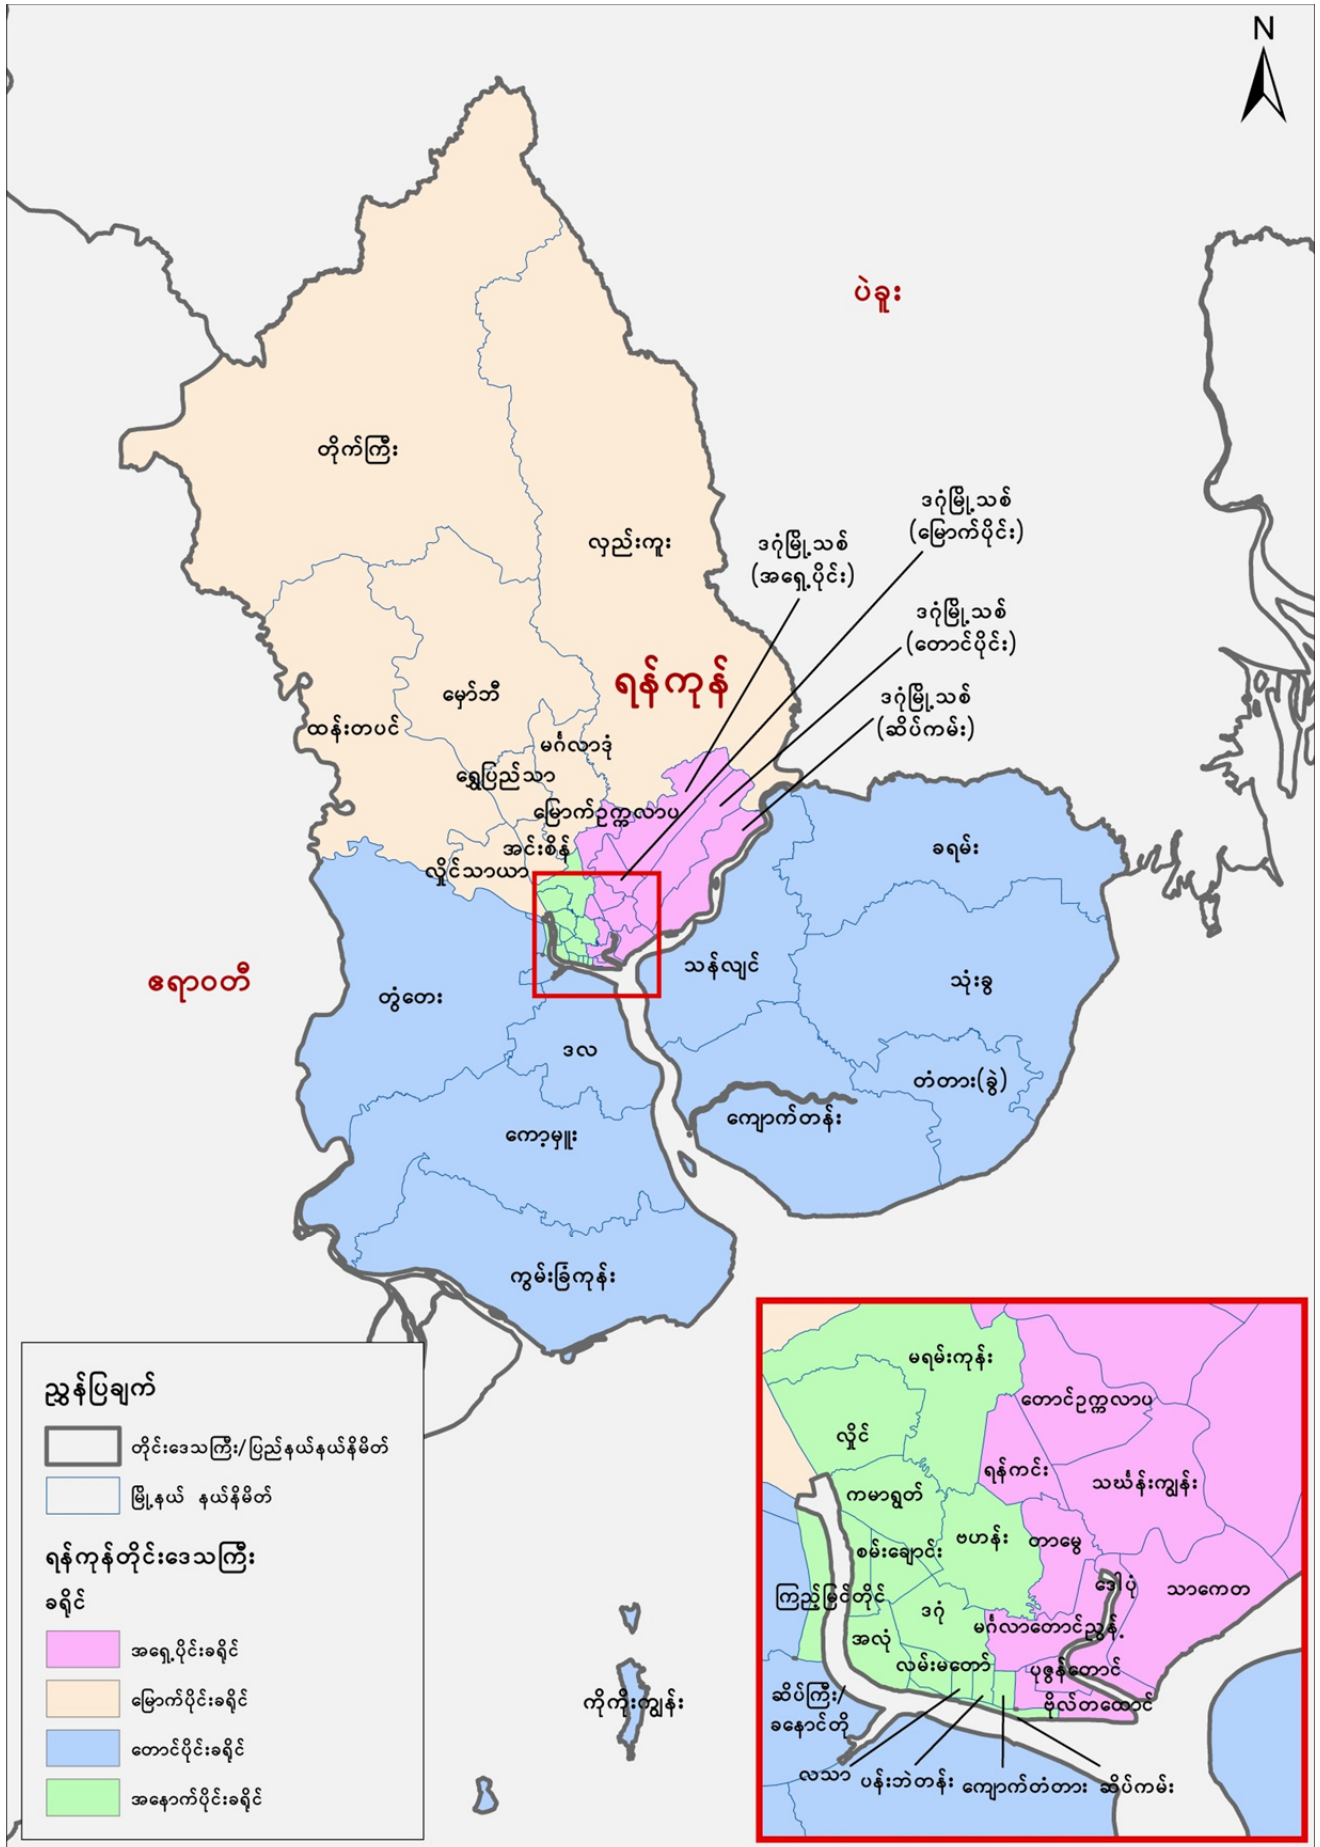 N
ပဲခူး
တိုက်ကြီး
လှည်းကူး
ဒဂုံမြို့သစ်
(မြောက်ပိုင်း)
ဒဂုံမြို့သစ်
(အရှေ့ပိုင်း)
ဒဂုံမြို့သစ်
(တောင်ပိုင်း)
ဒဂုံမြို့သစ်
(ဆိပ်ကမ်း)
ရန်ကုန်
မှော်ဘီ
ထန်းတပင်
မင်္ဂလာဒုံ
ရွှေပြည်သာ
မြောက်ဥက္ကလာပ
အင်းစိန်
လှိုင်သာယာ
ခရမ်း
သန်လျင်
သုံးခွ
ဧရာဝတီ
တွံတေး
ဒလ
တံတား(ခွဲ)
ကျောက်တန်း
ကော့မှူး
ကွမ်းခြံကုန်း
ကိုကိုးကျွန်း
ညွှန်ပြချက်
တိုင်းဒေသကြီး/ပြည်နယ်နယ်နိမိတ်
မြို့နယ် နယ်နိမိတ်
ရန်ကုန်တိုင်းဒေသကြီး
ခရိုင်
အရှေ့ပိုင်းခရိုင်
မြောက်ပိုင်းခရိုင်
တောင်ပိုင်းခရိုင်
အနောက်ပိုင်းခရိုင်
မရမ်းကုန်း
တောင်ဥက္ကလာပ
လှိုင်
ရန်ကင်း
သင်္ဃန်းကျွန်း
ကမာရွတ်
ဗဟန်း
တာမွေ
စမ်းချောင်း
ဒေါပုံ
သာကေတ
ကြည့်မြင်တိုင်
ဒဂုံ
မင်္ဂလာတောင်ညွန့်
အလုံ
လမ်းမတော်
ပုဇွန်တောင်
ဗိုလ်တထောင်
ဆိပ်ကြီး/
ခနောင်တို
လသာ
ပန်းဘဲတန်း
ကျောက်တံတား
ဆိပ်ကမ်း